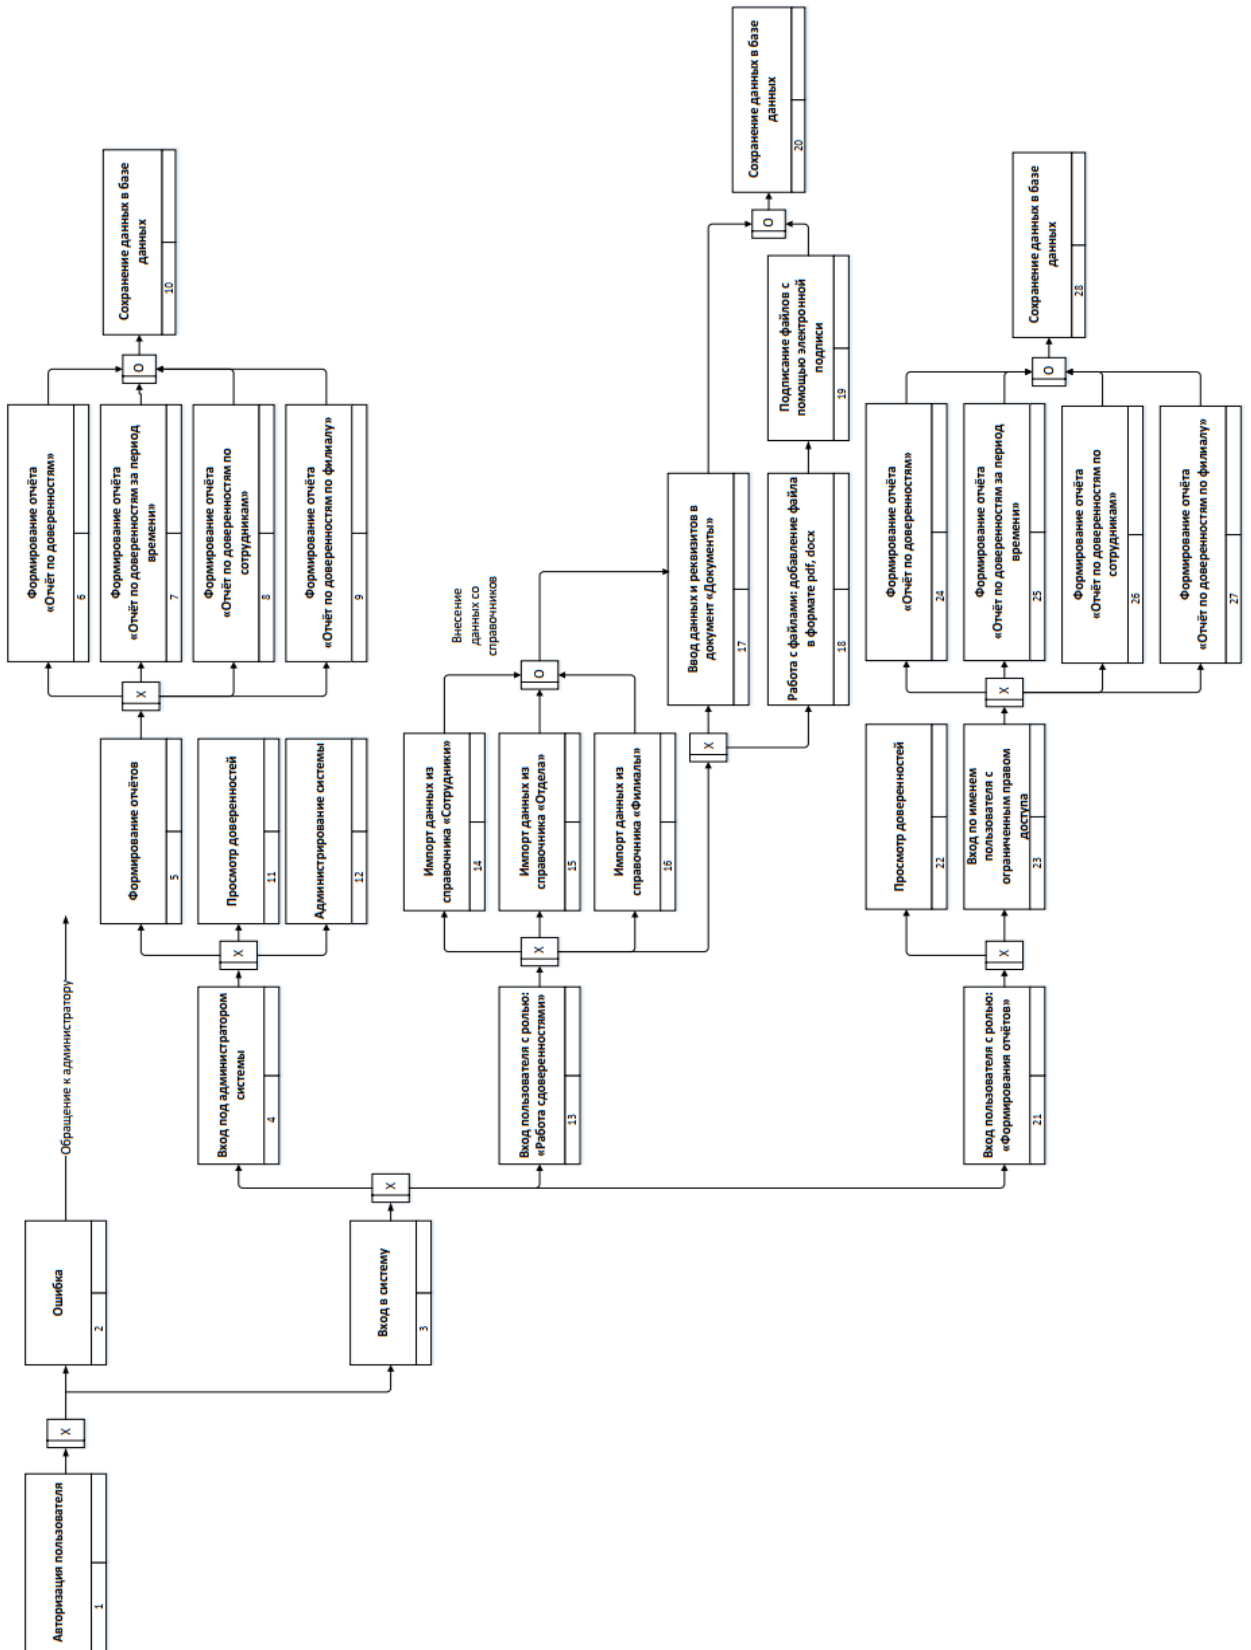 Авторизация пользователя
1
X
Ошибка
2
Обращение к администратору
Вход в систему
3
X
Вход под администратором
системы
4
X
Формирование отчётов
5
X
Формирование отчёта
«Отчёт по доверенностям»
6
Формирование отчёта
«Отчёт по доверенностям за период
времени»
7
Формирование отчёта
«Отчёт по доверенностям по
сотрудникам»
8
Формирование отчёта
«Отчёт по доверенностям по филиалу»
9
O
Сохранение данных в базе
данных
10
Просмотр доверенностей
11
Администрирование системы
12
Вход пользователя с ролью:
«Работа сдоверенностями»
13
X
Импорт данных из
справочника «Сотрудники»
14
Импорт данных из
справочника «Отдела»
15
Импорт данных из
справочника «Филиалы»
16
O
Внесение
данных со
справочников
X
Ввод данных и реквизитов в
документ «Документы»
17
Работа с файлами: добавление файла
в формате pdf, docx
18
Подписание файлов с
помощью электронной
подписи
19
O
Сохранение данных в базе
данных
20
Вход пользователя с ролью:
«Формирования отчётов»
21
X
Просмотр доверенностей
22
Вход по именем
пользователя с
ограниченным правом
доступа
23
X
Формирование отчёта
«Отчёт по доверенностям»
24
Формирование отчёта
«Отчёт по доверенностям за период
времени»
25
Формирование отчёта
«Отчёт по доверенностям по
сотрудникам»
26
Формирование отчёта
«Отчёт по доверенностям по филиалу»
27
O
Сохранение данных в базе
данных
28